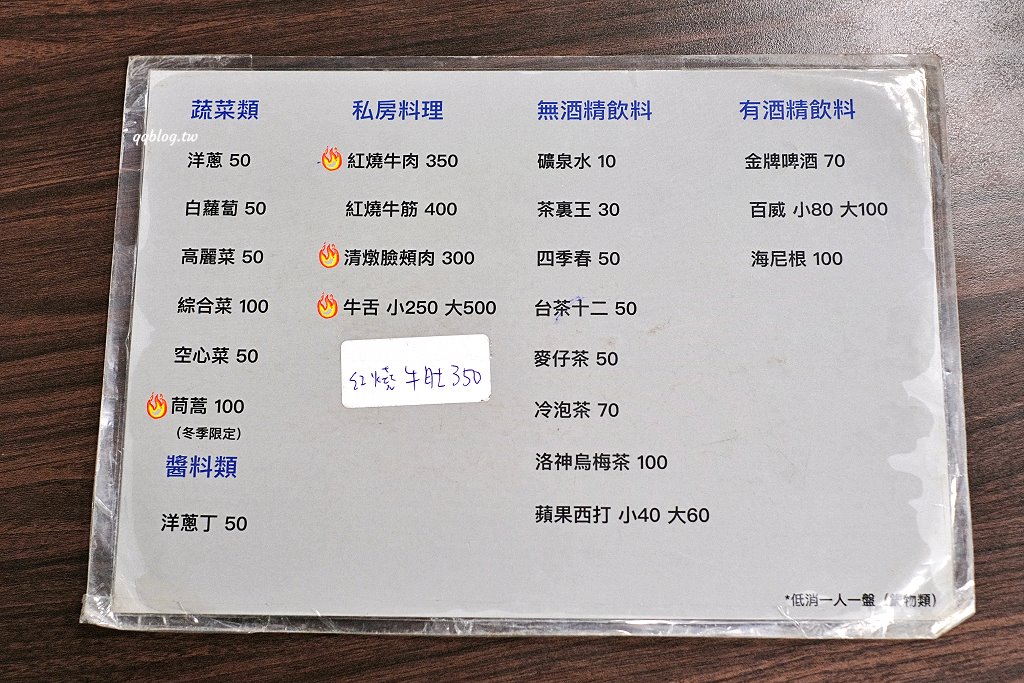 蔬菜類
qqblog.tw
洋蔥 50
白蘿蔔 50
高麗菜 50
綜合菜 100
空心菜 50
茼蒿 100
（冬季限定）
醬料類
洋蔥丁 50
私房料理
紅燒牛肉 350
紅燒牛筋 400
清燉臉頰肉 300
牛舌 小250 大500
紅燒牛肚350
無酒精飲料
礦泉水 10
茶裏王 30
四季春 50
台茶十二 50
麥仔茶 50
冷泡茶 70
洛神烏梅茶 100
蘋果西打 小40 大60
有酒精飲料
金牌啤酒 70
百威 小80 大100
海尼根 100
*低消一人一盤（鍋物類）